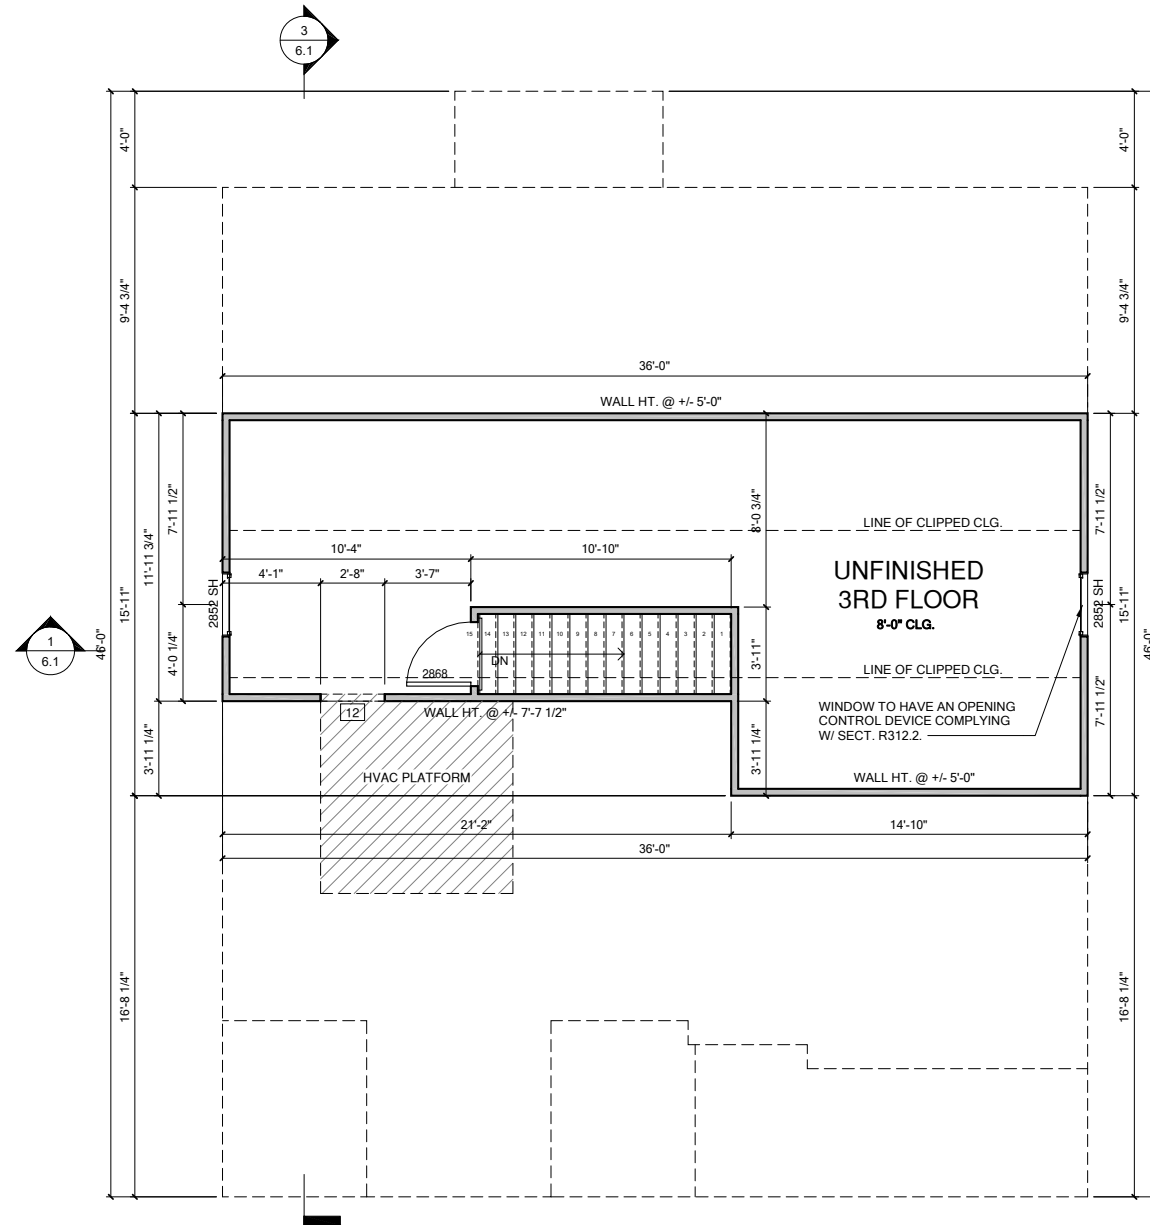 3
6.1
4'-0"
4'-0"
9'-4 3/4"
9'-4 3/4"
36'-0"
WALL HT. @ +/- 5'-0"
7'-11 1/2"
11'-11 3/4"
15'-11"
46'-0"
8'-0 3/4"
7'-11 1/2"
LINE OF CLIPPED CLG.
10'-4"
10'-10"
4'-1"
2'-8"
3'-7"
UNFINISHED
3RD FLOOR
8'-0" CLG.
2852 SH
2852 SH
15'-11"
46'-0"
1
6.1
4'-0 1/4"
15 14 13 12 11 10 9 8 7 6 5 4 3 2 1
DN
3'-11"
2868
LINE OF CLIPPED CLG.
12
WALL HT. @ +/- 7'-7 1/2"
WINDOW TO HAVE AN OPENING
CONTROL DEVICE COMPLYING
W/ SECT. R312.2.
7'-11 1/2"
3'-11 1/4"
3'-11 1/4"
HVAC PLATFORM
WALL HT. @ +/- 5'-0"
21'-2"
14'-10"
36'-0"
16'-8 1/4"
16'-8 1/4"